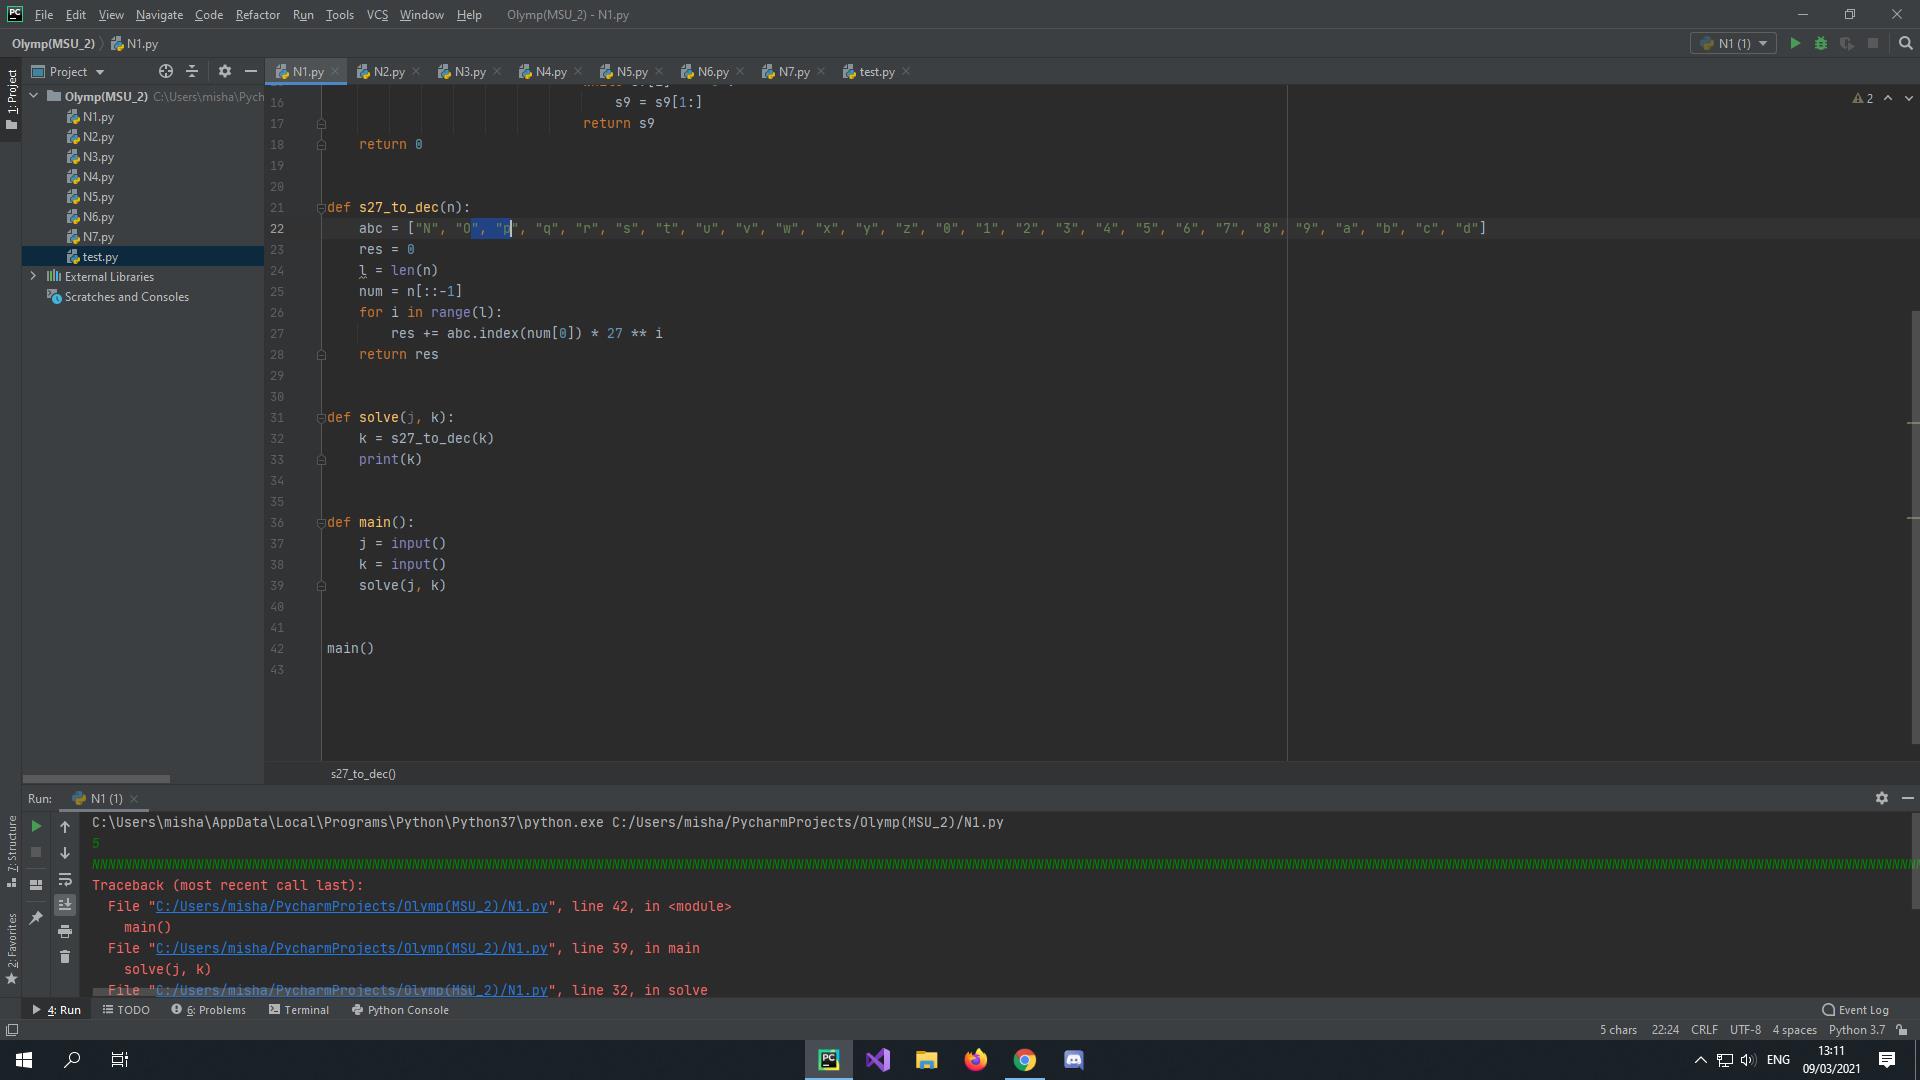 PC File Edit View Navigate Code Refactor Run Tools VCS Window Help Olymp(MSU_2) - N1.py
Olymp(MSU_2) N1.py N1 (1)
Project N1.py N2.py N3.py N4.py N5.py N6.py N7.py test.py
1: Project
Olymp(MSU_2) C:\Users\misha\Pych
N1.py
N2.py
N3.py
N4.py
N5.py
N6.py
N7.py
test.py
External Libraries
Scratches and Consoles
2
16 s9 = s9[1:]
17 return s9
18 return 0
19
20
21 def s27_to_dec(n):
22 abc = ["N", "O", "p", "q", "r", "s", "t", "u", "v", "w", "x", "y", "z", "0", "1", "2", "3", "4", "5", "6", "7", "8", "9", "a", "b", "c", "d"]
23 res = 0
24 l = len(n)
25 num = n[::-1]
26 for i in range(l):
27 res += abc.index(num[0]) * 27 ** i
28 return res
29
30
31 def solve(j, k):
32 k = s27_to_dec(k)
33 print(k)
34
35
36 def main():
37 j = input()
38 k = input()
39 solve(j, k)
40
41
42 main()
43
s27_to_dec()
Run: N1 (1)
7: Structure
2: Favorites
C:\Users\misha\AppData\Local\Programs\Python\Python37\python.exe C:/Users/misha/PycharmProjects/Olymp(MSU_2)/N1.py
5
Traceback (most recent call last):
File "C:/Users/misha/PycharmProjects/Olymp(MSU_2)/N1.py", line 42, in <module>
main()
File "C:/Users/misha/PycharmProjects/Olymp(MSU_2)/N1.py", line 39, in main
solve(j, k)
File "C:/Users/misha/PycharmProjects/Olymp(MSU_2)/N1.py", line 32, in solve
4: Run TODO 6: Problems Terminal Python Console Event Log
5 chars 22:24 CRLF UTF-8 4 spaces Python 3.7
PC ENG 13:11
09/03/2021